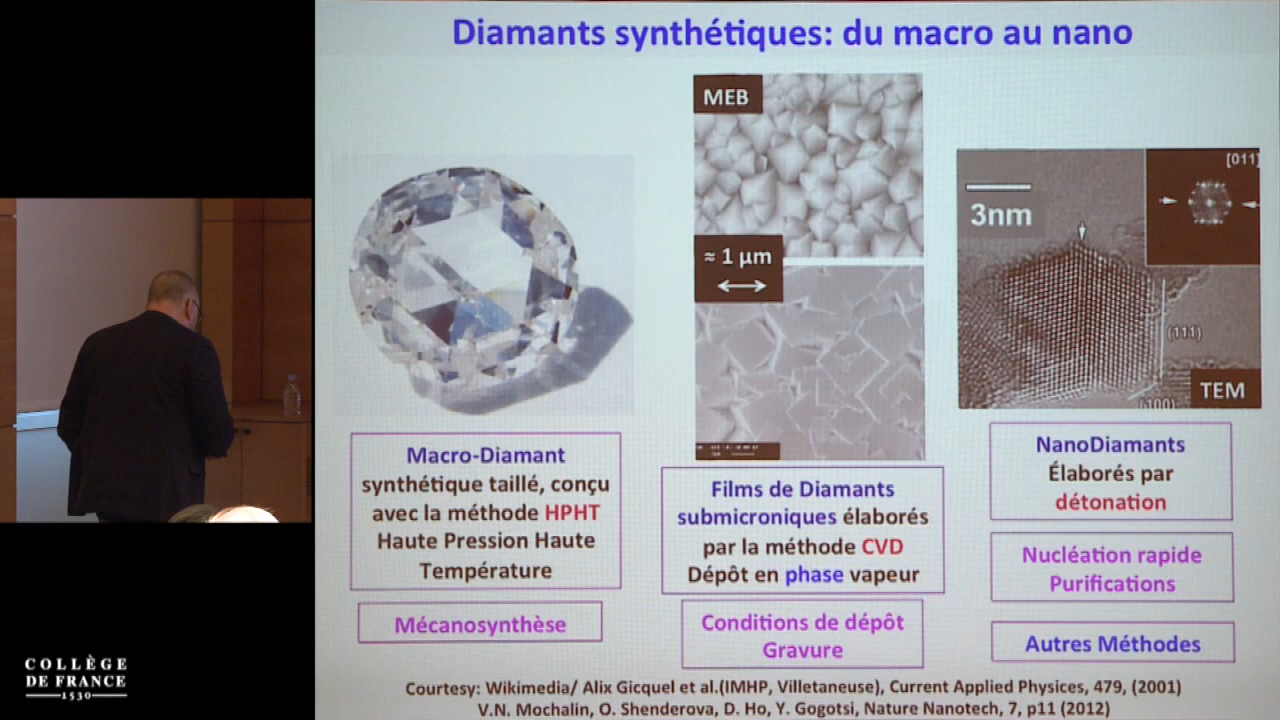 Diamants synthétiques: du macro au nano
MEB
≈ 1 µm
[011]
3nm
(111)
(100)
TEM
Macro-Diamant
synthétique taillé, conçu
avec la méthode HPHT
Haute Pression Haute
Température
Mécanosynthèse
Films de Diamants
submicroniques élaborés
par la méthode CVD
Dépôt en phase vapeur
Conditions de dépôt
Gravure
NanoDiamants
Élaborés par
détonation
Nucléation rapide
Purifications
Autres Méthodes
Courtesy: Wikimedia/ Alix Gicquel et al.(IMHP, Villetaneuse), Current Applied Physices, 479, (2001)
V.N. Mochalin, O. Shenderova, D. Ho, Y. Gogotsi, Nature Nanotech, 7, p11 (2012)
COLLÈGE
DE FRANCE
1530